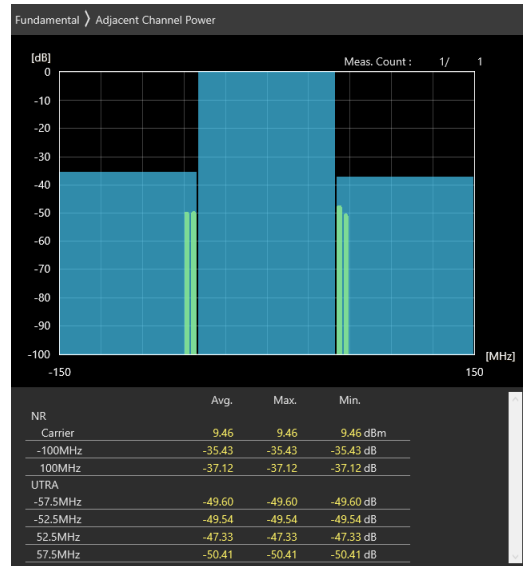 Fundamental ⟩ Adjacent Channel Power
[dB]
Meas. Count : 1/ 1
0
-10
-20
-30
-40
-50
-60
-70
-80
-90
-100
[MHz]
-150 150
Avg. Max. Min.
NR
Carrier 9.46 9.46 9.46 dBm
-100MHz -35.43 -35.43 -35.43 dB
100MHz -37.12 -37.12 -37.12 dB
UTRA
-57.5MHz -49.60 -49.60 -49.60 dB
-52.5MHz -49.54 -49.54 -49.54 dB
52.5MHz -47.33 -47.33 -47.33 dB
57.5MHz -50.41 -50.41 -50.41 dB